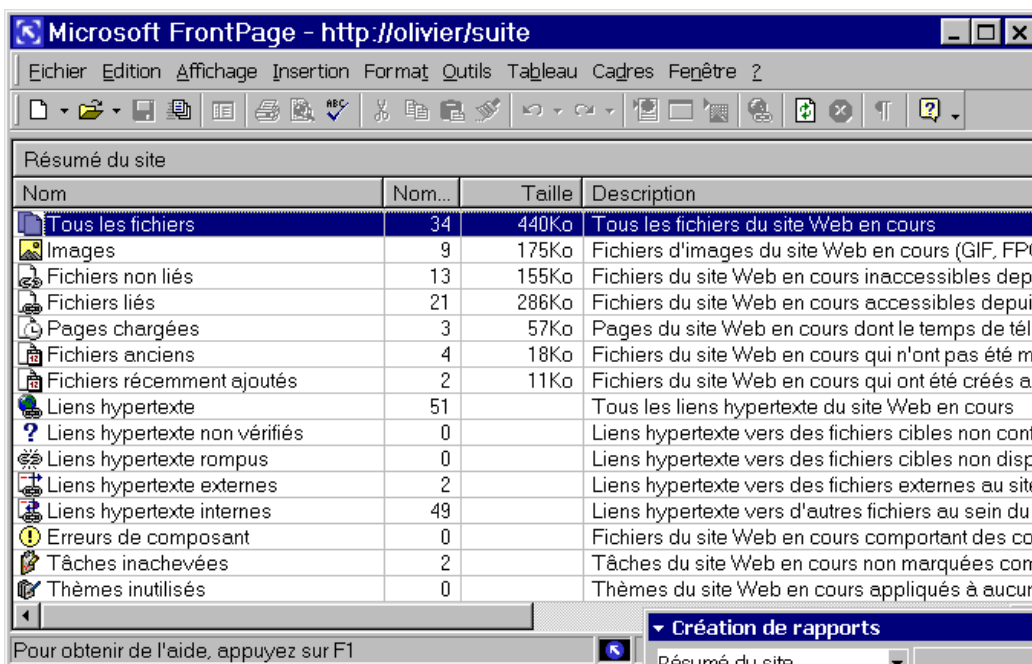 Microsoft FrontPage - http://olivier/suite
Eichier Edition Affichage Insertion Format Outils Tableau Cadres Fenêtre ?
ABC
Résumé du site
Nom Nom... Taille Description
Tous les fichiers 34 440Ko Tous les fichiers du site Web en cours
Images 9 175Ko Fichiers d'images du site Web en cours (GIF, FP
Fichiers non liés 13 155Ko Fichiers du site Web en cours inaccessibles dep
Fichiers liés 21 286Ko Fichiers du site Web en cours accessibles depui
Pages chargées 3 57Ko Pages du site Web en cours dont le temps de tél
Fichiers anciens 4 18Ko Fichiers du site Web en cours qui n'ont pas été m
Fichiers récemment ajoutés 2 11Ko Fichiers du site Web en cours qui ont été créés a
Liens hypertexte 51 Tous les liens hypertexte du site Web en cours
? Liens hypertexte non vérifiés 0 Liens hypertexte vers des fichiers cibles non con
Liens hypertexte rompus 0 Liens hypertexte vers des fichiers cibles non disp
Liens hypertexte externes 2 Liens hypertexte vers des fichiers externes au site
Liens hypertexte internes 49 Liens hypertexte vers d'autres fichiers au sein du
Erreurs de composant 0 Fichiers du site Web en cours comportant des co
Tâches inachevées 2 Tâches du site Web en cours non marquées com
Thèmes inutilisés 0 Thèmes du site Web en cours appliqués à aucun
Création de rapports
Pour obtenir de l'aide, appuyez sur F1
Résumé du site